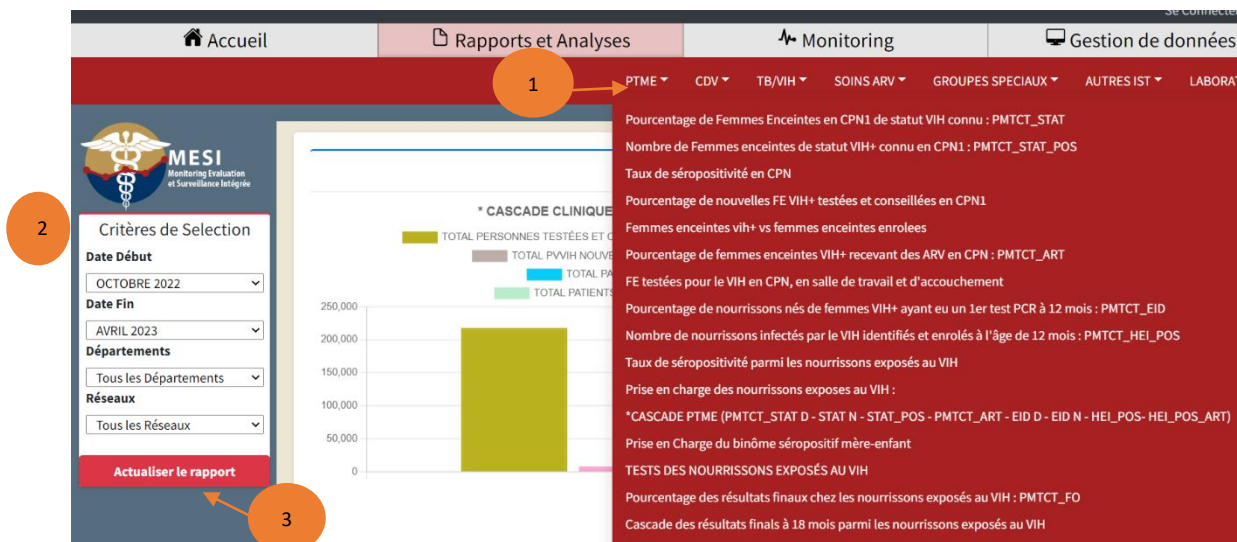 Se Connecter
Accueil
Rapports et Analyses
Monitoring
Gestion de données
1
PTME
CDV
TB/VIH
SOINS ARV
GROUPES SPECIAUX
AUTRES IST
LABORAT
MESI
Monitoring Evaluation
et Surveillance Intégrée
2
Critères de Selection
Date Début
OCTOBRE 2022
Date Fin
AVRIL 2023
Départements
Tous les Départements
Réseaux
Tous les Réseaux
Actualiser le rapport
3
* CASCADE CLINIQUE
TOTAL PERSONNES TESTÉES ET C
TOTAL PVVIH NOUVE
TOTAL PA
TOTAL PATIENTS
250,000
200,000
150,000
100,000
50,000
0
Pourcentage de Femmes Enceintes en CPN1 de statut VIH connu : PMTCT_STAT
Nombre de Femmes enceintes de statut VIH+ connu en CPN1 : PMTCT_STAT_POS
Taux de séropositivité en CPN
Pourcentage de nouvelles FE VIH+ testées et conseillées en CPN1
Femmes enceintes vih+ vs femmes enceintes enrolees
Pourcentage de femmes enceintes VIH+ recevant des ARV en CPN : PMTCT_ART
FE testées pour le VIH en CPN, en salle de travail et d'accouchement
Pourcentage de nourrissons nés de femmes VIH+ ayant eu un 1er test PCR à 12 mois : PMTCT_EID
Nombre de nourrissons infectés par le VIH identifiés et enrolés à l'âge de 12 mois : PMTCT_HEI_POS
Taux de séropositivité parmi les nourrissons exposés au VIH
Prise en charge des nourrissons exposes au VIH :
*CASCADE PTME (PMTCT_STAT D - STAT N - STAT_POS - PMTCT_ART - EID D - EID N - HEI_POS- HEI_POS_ART)
Prise en Charge du binôme séropositif mère-enfant
TESTS DES NOURRISSONS EXPOSÉS AU VIH
Pourcentage des résultats finaux chez les nourrissons exposés au VIH : PMTCT_FO
Cascade des résultats finals à 18 mois parmi les nourrissons exposés au VIH